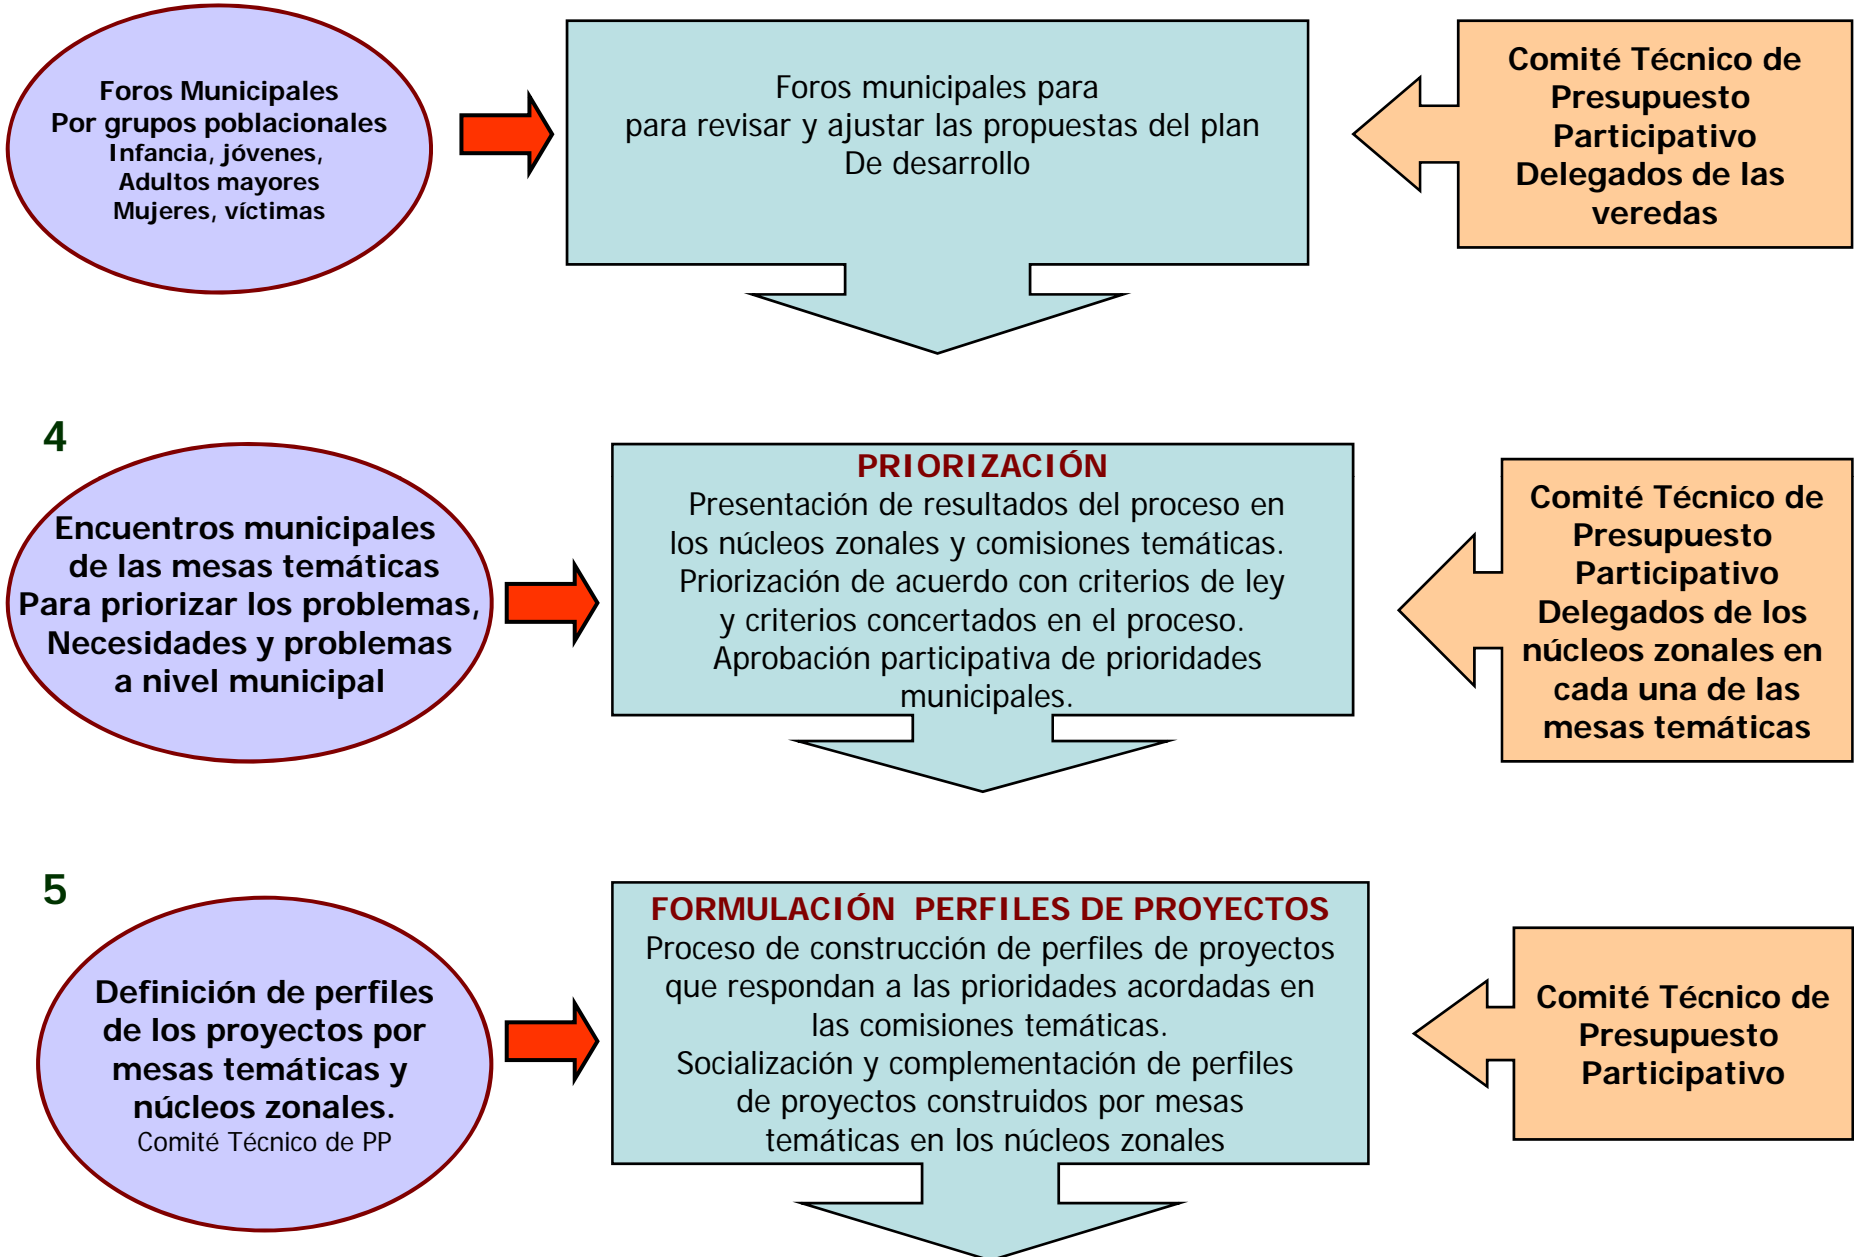 Foros Municipales
Por grupos poblacionales
Infancia, jóvenes,
Adultos mayores
Mujeres, víctimas
Foros municipales para
para revisar y ajustar las propuestas del plan
De desarrollo
Comité Técnico de
Presupuesto
Participativo
Delegados de las
veredas
4
Encuentros municipales
de las mesas temáticas
Para priorizar los problemas,
Necesidades y problemas
a nivel municipal
PRIORIZACIÓN
Presentación de resultados del proceso en
los núcleos zonales y comisiones temáticas.
Priorización de acuerdo con criterios de ley
y criterios concertados en el proceso.
Aprobación participativa de prioridades
municipales.
Comité Técnico de
Presupuesto
Participativo
Delegados de los
núcleos zonales en
cada una de las
mesas temáticas
5
Definición de perfiles
de los proyectos por
mesas temáticas y
núcleos zonales.
Comité Técnico de PP
FORMULACIÓN PERFILES DE PROYECTOS
Proceso de construcción de perfiles de proyectos
que respondan a las prioridades acordadas en
las comisiones temáticas.
Socialización y complementación de perfiles
de proyectos construidos por mesas
temáticas en los núcleos zonales
Comité Técnico de
Presupuesto
Participativo